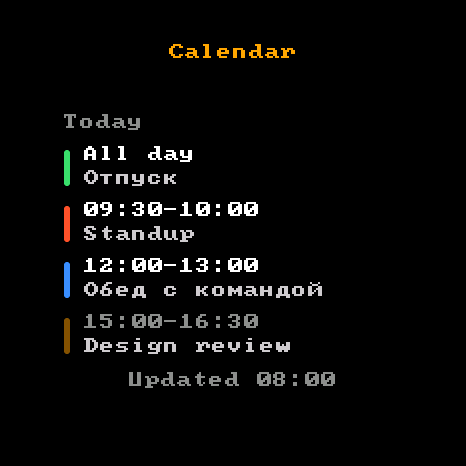 Calendar
Today
All day
Отпуск
09:30-10:00
Standup
12:00-13:00
Обед с командой
15:00-16:30
Design review
Updated 08:00